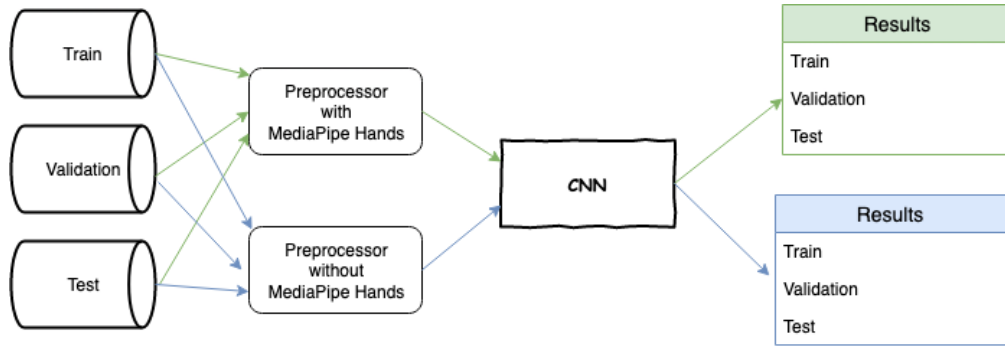 Train
Validation
Test
Preprocessor
with
MediaPipe Hands
Preprocessor
without
MediaPipe Hands
CNN
Results
Train
Validation
Test
Results
Train
Validation
Test